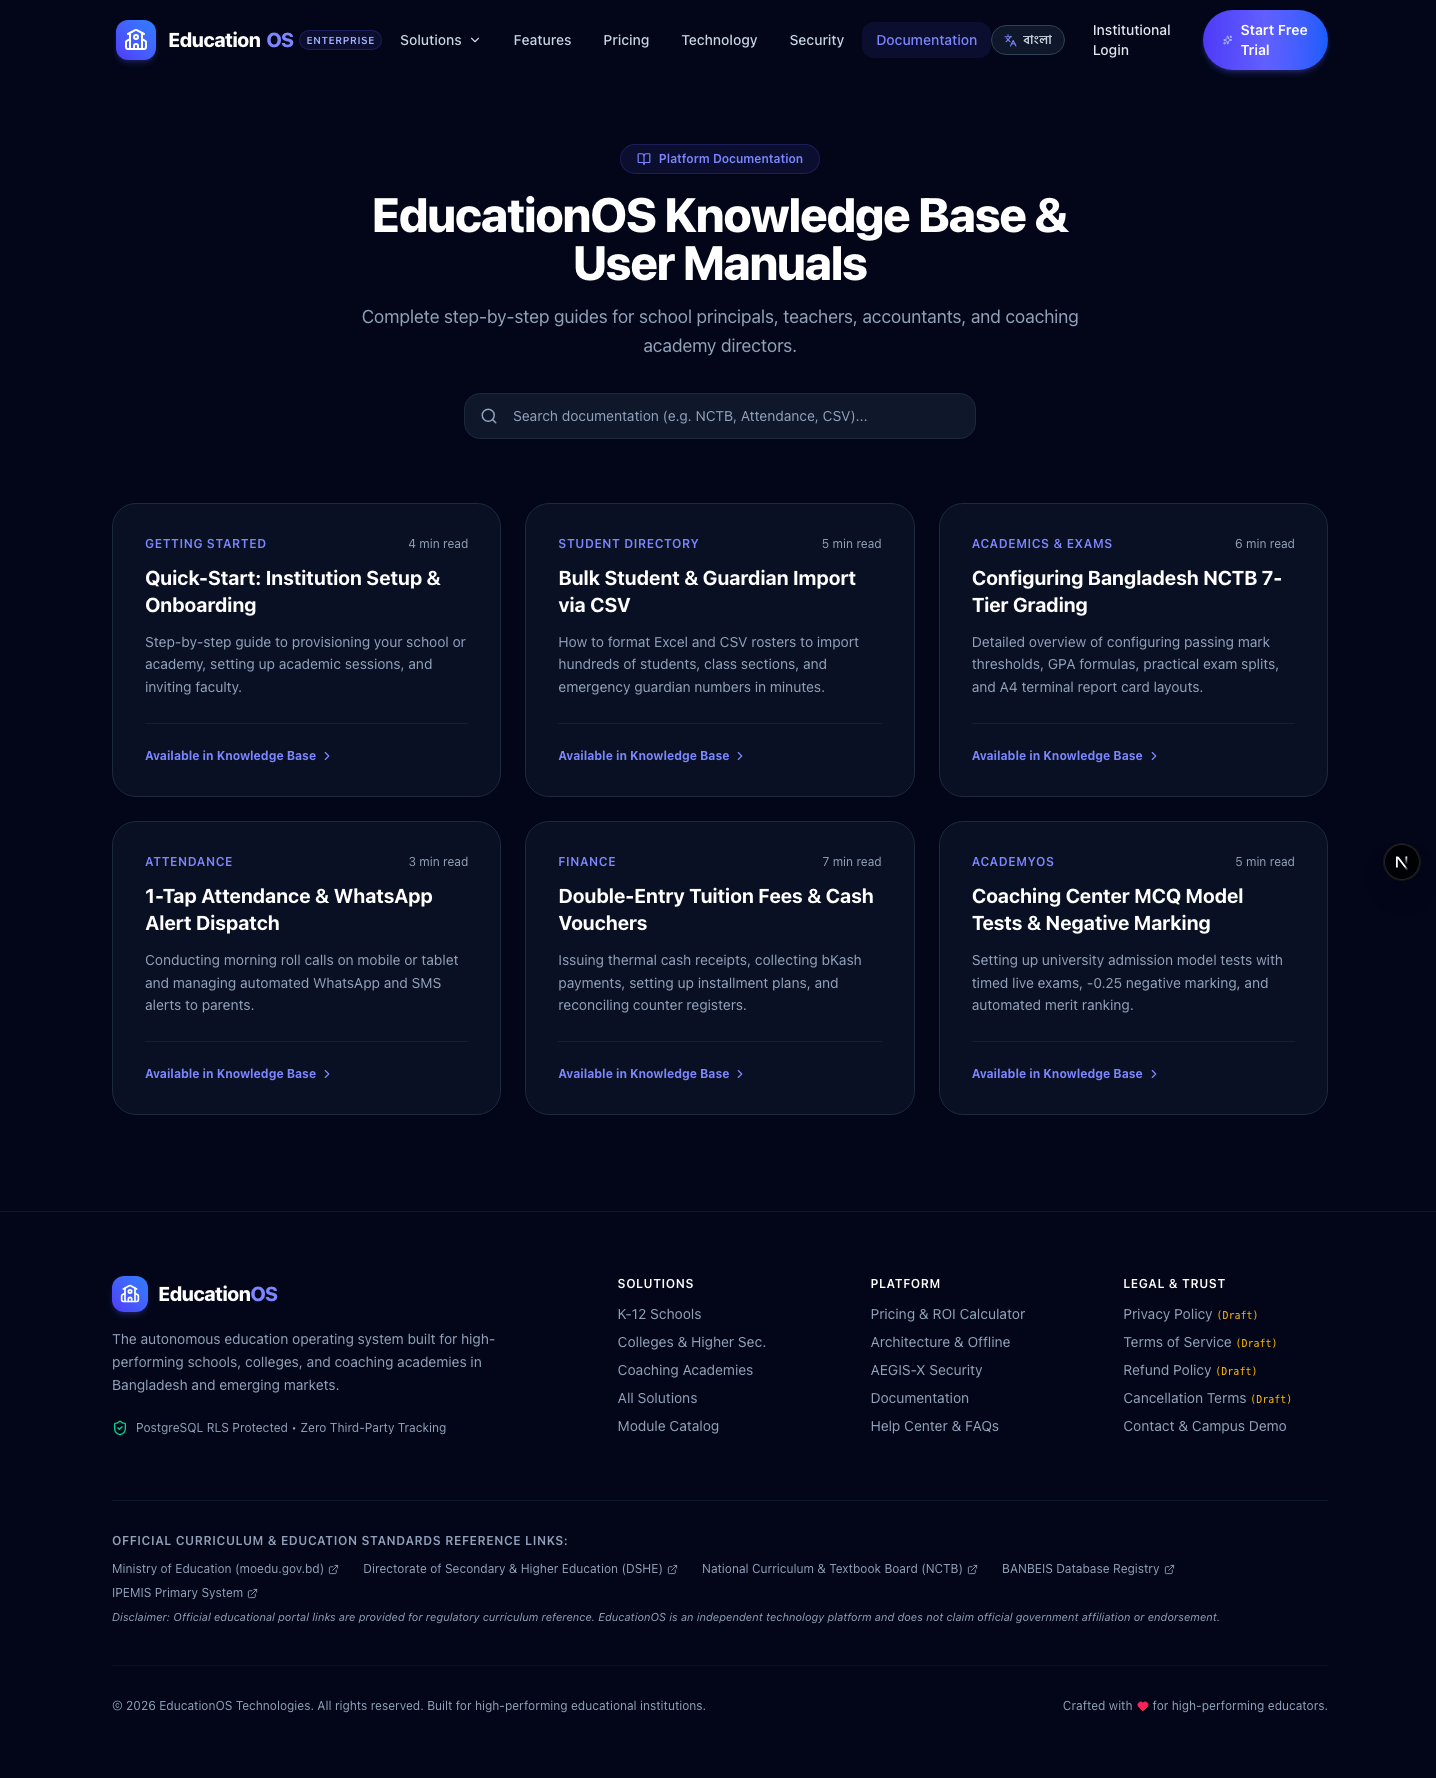 Education OS ENTERPRISE Solutions Features Pricing Technology Security Documentation বাংলা Institutional Login Start Free Trial
Platform Documentation
EducationOS Knowledge Base &
User Manuals
Complete step-by-step guides for school principals, teachers, accountants, and coaching
academy directors.
Search documentation (e.g. NCTB, Attendance, CSV)...
GETTING STARTED 4 min read
Quick-Start: Institution Setup &
Onboarding
Step-by-step guide to provisioning your school or
academy, setting up academic sessions, and
inviting faculty.
Available in Knowledge Base
STUDENT DIRECTORY 5 min read
Bulk Student & Guardian Import
via CSV
How to format Excel and CSV rosters to import
hundreds of students, class sections, and
emergency guardian numbers in minutes.
Available in Knowledge Base
ACADEMICS & EXAMS 6 min read
Configuring Bangladesh NCTB 7-
Tier Grading
Detailed overview of configuring passing mark
thresholds, GPA formulas, practical exam splits,
and A4 terminal report card layouts.
Available in Knowledge Base
ATTENDANCE 3 min read
1-Tap Attendance & WhatsApp
Alert Dispatch
Conducting morning roll calls on mobile or tablet
and managing automated WhatsApp and SMS
alerts to parents.
Available in Knowledge Base
FINANCE 7 min read
Double-Entry Tuition Fees & Cash
Vouchers
Issuing thermal cash receipts, collecting bKash
payments, setting up installment plans, and
reconciling counter registers.
Available in Knowledge Base
ACADEMYOS 5 min read
Coaching Center MCQ Model
Tests & Negative Marking
Setting up university admission model tests with
timed live exams, -0.25 negative marking, and
automated merit ranking.
Available in Knowledge Base
N
EducationOS
The autonomous education operating system built for high-
performing schools, colleges, and coaching academies in
Bangladesh and emerging markets.
PostgreSQL RLS Protected • Zero Third-Party Tracking
SOLUTIONS
K-12 Schools
Colleges & Higher Sec.
Coaching Academies
All Solutions
Module Catalog
PLATFORM
Pricing & ROI Calculator
Architecture & Offline
AEGIS-X Security
Documentation
Help Center & FAQs
LEGAL & TRUST
Privacy Policy (Draft)
Terms of Service (Draft)
Refund Policy (Draft)
Cancellation Terms (Draft)
Contact & Campus Demo
OFFICIAL CURRICULUM & EDUCATION STANDARDS REFERENCE LINKS:
Ministry of Education (moedu.gov.bd) Directorate of Secondary & Higher Education (DSHE) National Curriculum & Textbook Board (NCTB) BANBEIS Database Registry
IPEMIS Primary System
Disclaimer: Official educational portal links are provided for regulatory curriculum reference. EducationOS is an independent technology platform and does not claim official government affiliation or endorsement.
© 2026 EducationOS Technologies. All rights reserved. Built for high-performing educational institutions.
Crafted with ❤ for high-performing educators.